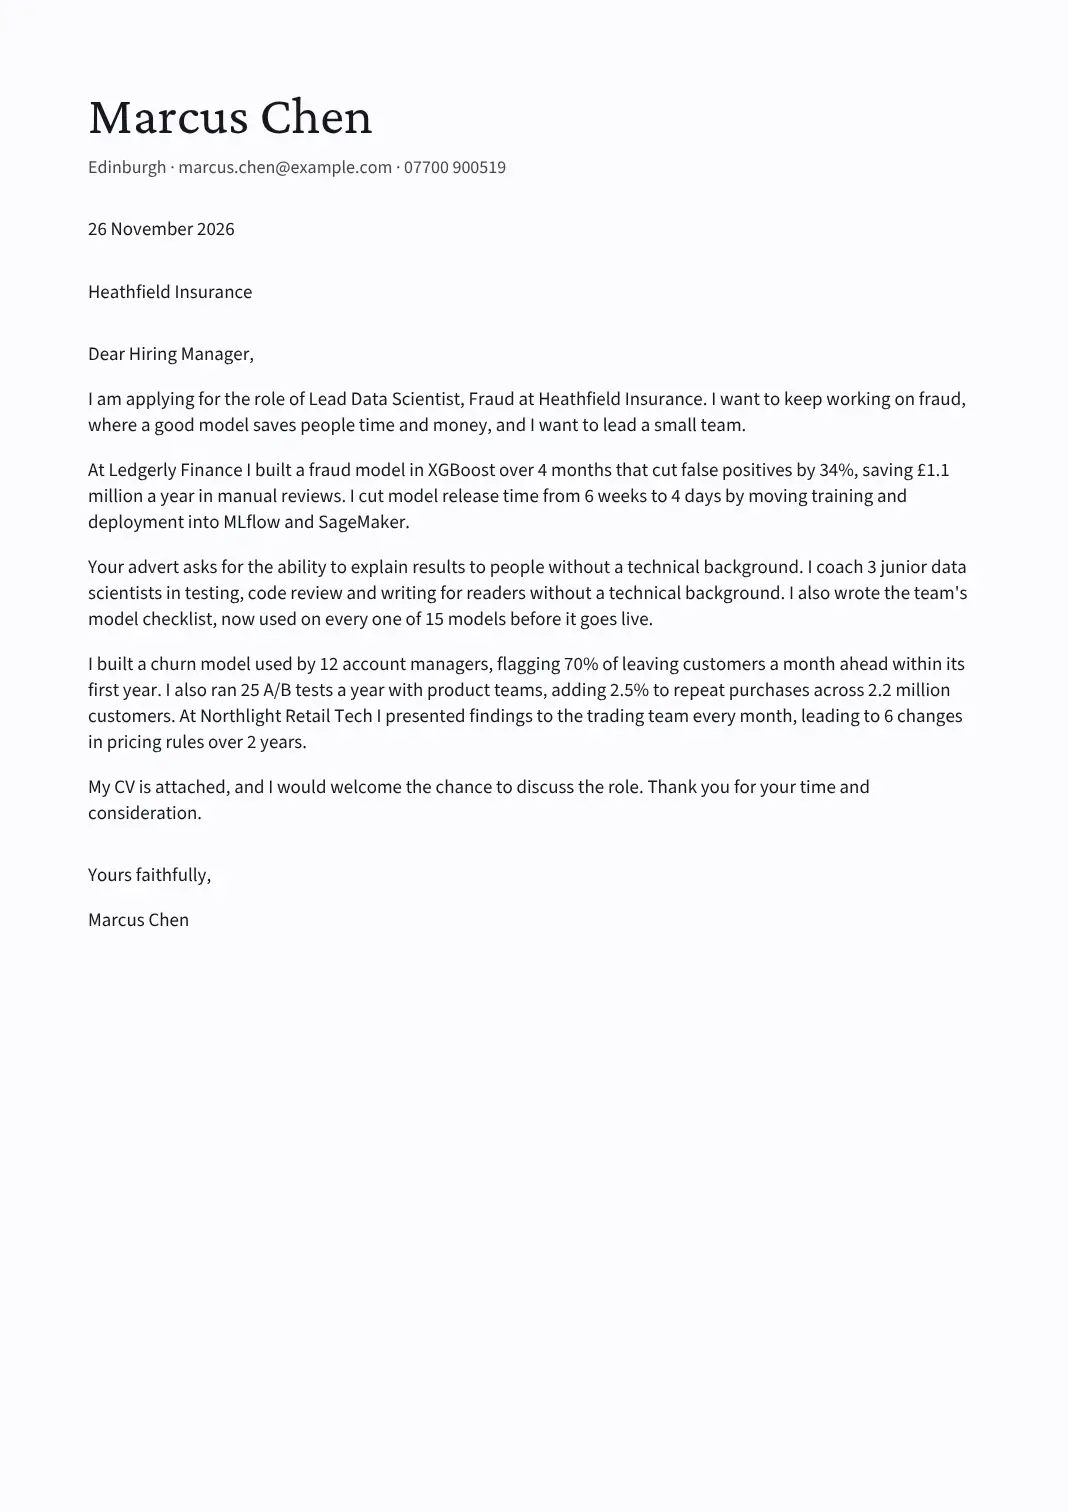 Marcus Chen
Edinburgh · marcus.chen@example.com · 07700 900519
26 November 2026
Heathfield Insurance
Dear Hiring Manager,
I am applying for the role of Lead Data Scientist, Fraud at Heathfield Insurance. I want to keep working on fraud,
where a good model saves people time and money, and I want to lead a small team.
At Ledgerly Finance I built a fraud model in XGBoost over 4 months that cut false positives by 34%, saving £1.1
million a year in manual reviews. I cut model release time from 6 weeks to 4 days by moving training and
deployment into MLflow and SageMaker.
Your advert asks for the ability to explain results to people without a technical background. I coach 3 junior data
scientists in testing, code review and writing for readers without a technical background. I also wrote the team's
model checklist, now used on every one of 15 models before it goes live.
I built a churn model used by 12 account managers, flagging 70% of leaving customers a month ahead within its
first year. I also ran 25 A/B tests a year with product teams, adding 2.5% to repeat purchases across 2.2 million
customers. At Northlight Retail Tech I presented findings to the trading team every month, leading to 6 changes
in pricing rules over 2 years.
My CV is attached, and I would welcome the chance to discuss the role. Thank you for your time and
consideration.
Yours faithfully,
Marcus Chen